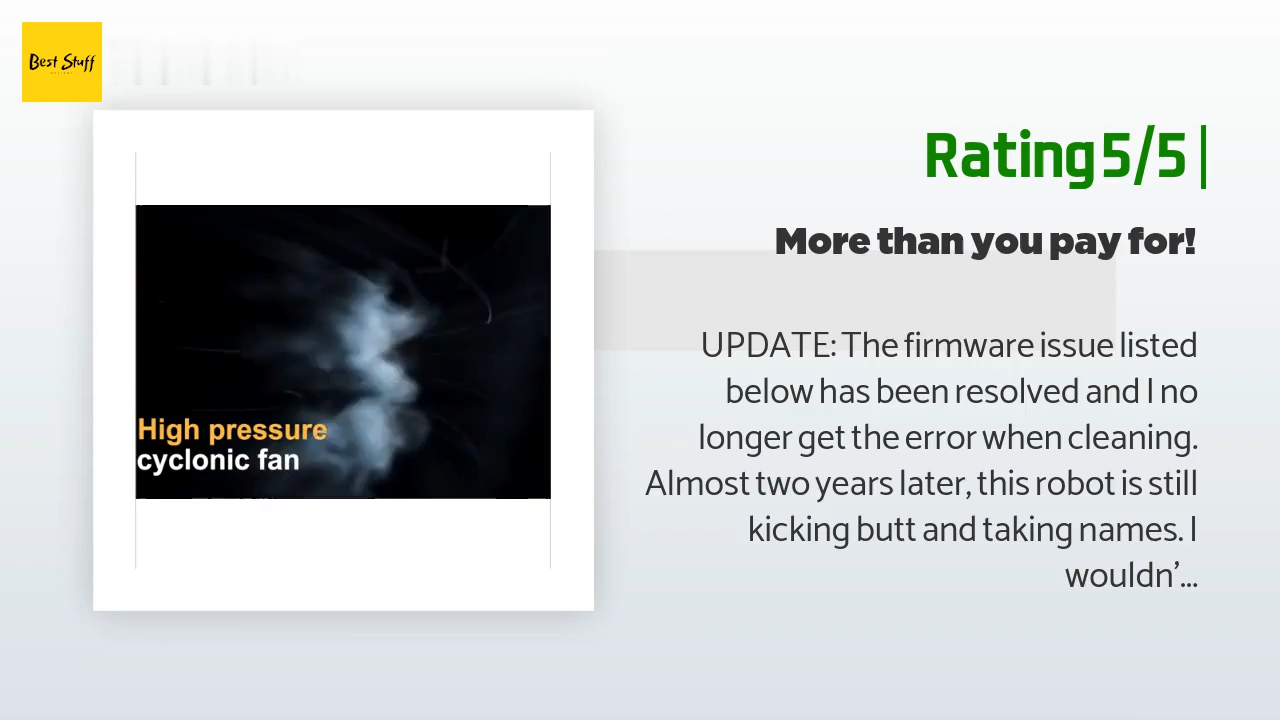 Best Stuff
Rating 5/5 |
More than you pay for!
UPDATE: The firmware issue listed
below has been resolved and I no
longer get the error when cleaning.
Almost two years later, this robot is still
kicking butt and taking names. I
wouldn’...
High pressure
cyclonic fan